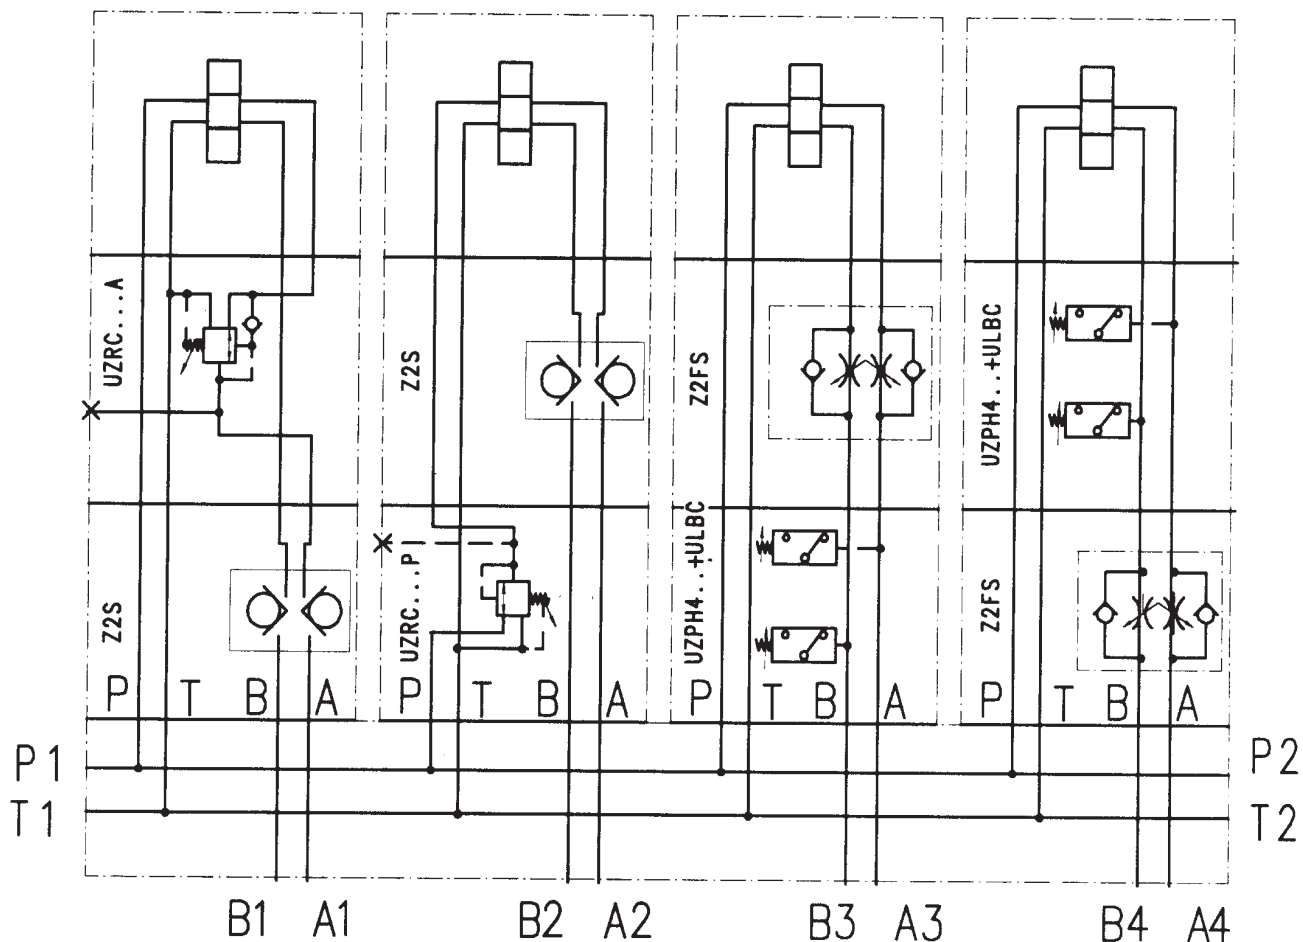 UZRC...A
Z2S
Z2FS
UZPH4..+ULBC
Z2S
UZRC...P
UZPH4..+ULBC
Z2FS
P T B A
P T B A
P T B A
P T B A
P1
P2
T1
T2
B1 A1
B2 A2
B3 A3
B4 A4